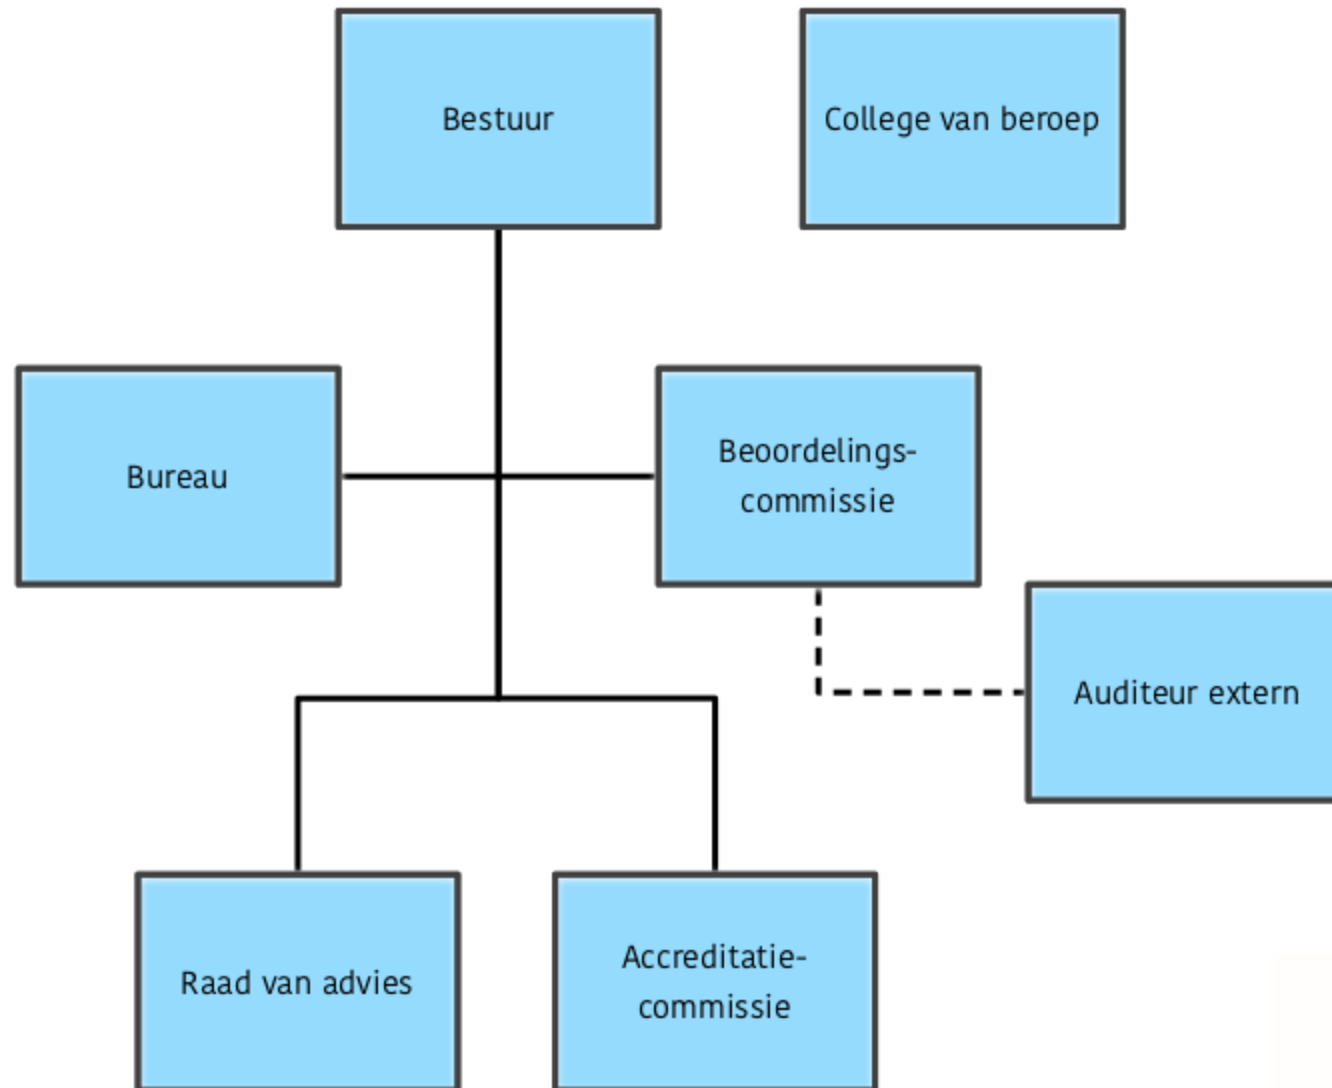 Bestuur
College van beroep
Bureau
Beoordelings-
commissie
Auditeur extern
Raad van advies
Accreditatie-
commissie